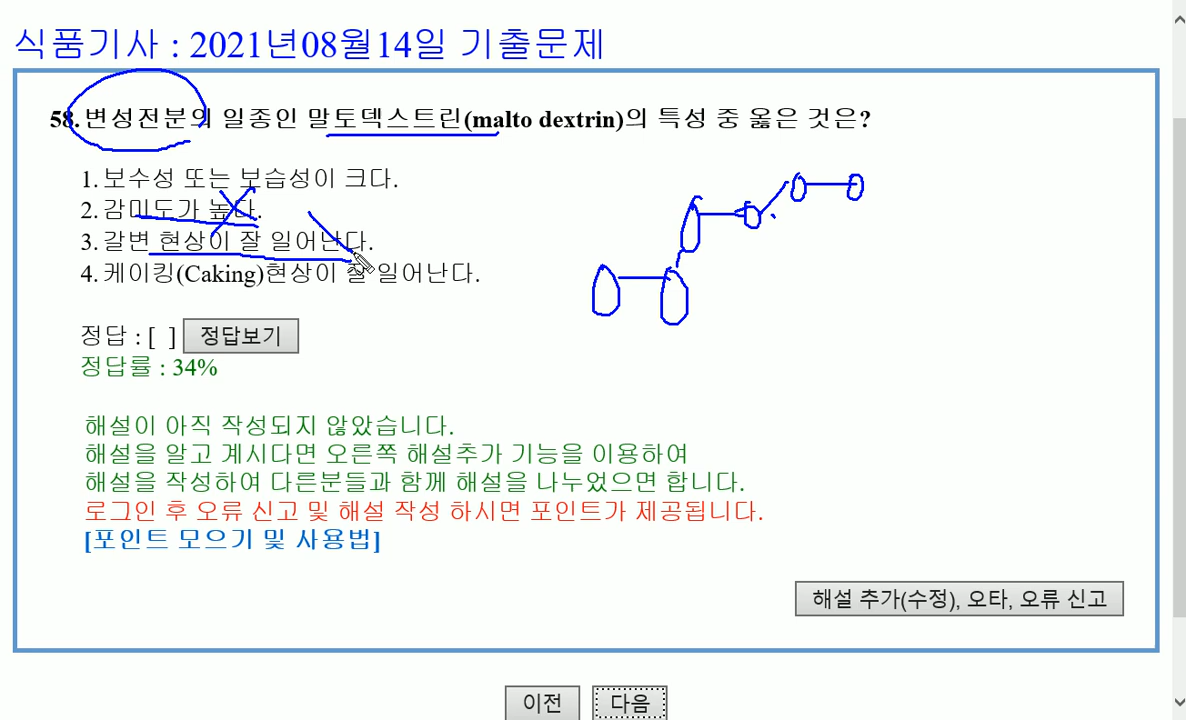 식품기사 : 2021년08월14일 기출문제
58. 변성전분의 일종인 말토덱스트린(malto dextrin)의 특성 중 옳은 것은?
1. 보수성 또는 보습성이 크다.
2. 감미도가 높다.
3. 갈변 현상이 잘 일어난다.
4. 케이킹(Caking)현상이 잘 일어난다.
정답 : [ ] 정답보기
정답률 : 34%
해설이 아직 작성되지 않았습니다.
해설을 알고 계시다면 오른쪽 해설추가 기능을 이용하여
해설을 작성하여 다른분들과 함께 해설을 나누었으면 합니다.
로그인 후 오류 신고 및 해설 작성 하시면 포인트가 제공됩니다.
[포인트 모으기 및 사용법]
해설 추가(수정), 오타, 오류 신고
이전 다음